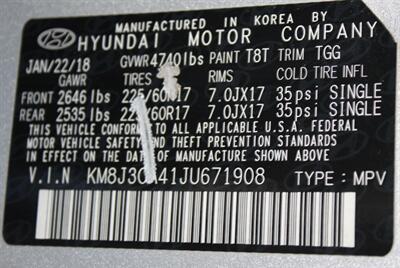 MANUFACTURED IN KOREA BY
HYUNDAI MOTOR COMPANY
JAN/22/18 GVWR 4740lbs PAINT T8T TRIM TGG
GAWR TIRES RIMS COLD TIRE INFL
FRONT 2646 lbs 225/60R17 7.0JX17 35psi SINGLE
REAR 2535 lbs 225/60R17 7.0JX17 35psi SINGLE
THIS VEHICLE CONFORMS TO ALL APPLICABLE U.S.A. FEDERAL
MOTOR VEHICLE SAFETY AND THEFT PREVENTION STANDARDS
IN EFFECT ON THE DATE OF MANUFACTURE SHOWN ABOVE
V.I.N TYPE : MPV